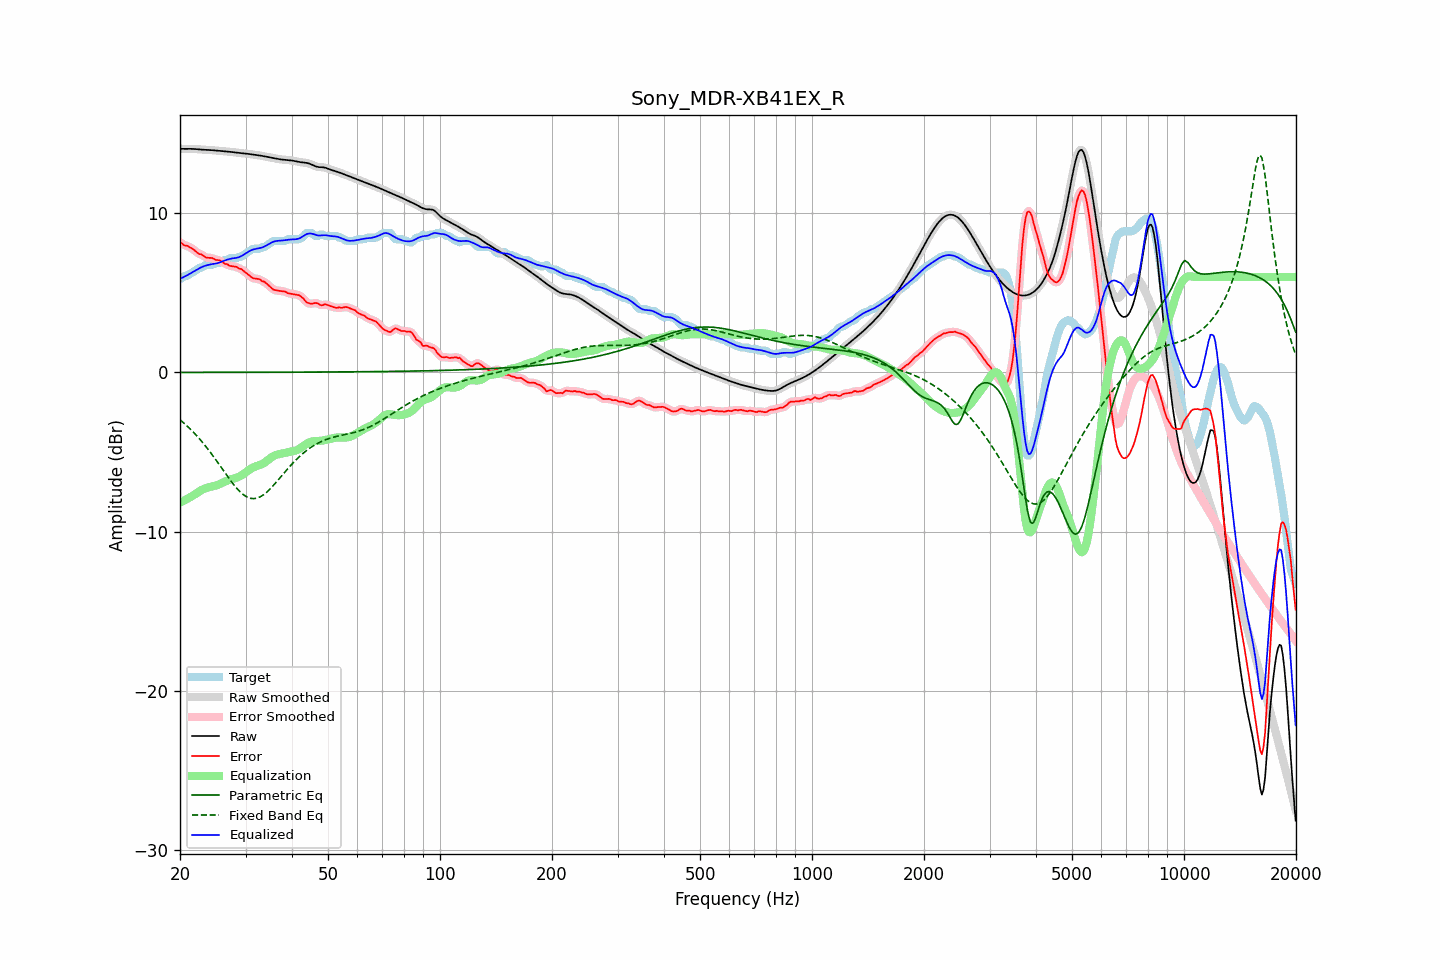 Sony_MDR-XB41EX_R
Amplitude (dBr)
10
0
−10
−20
−30
Target
Raw Smoothed
Error Smoothed
Raw
Error
Equalization
Parametric Eq
Fixed Band Eq
Equalized
20 50 100 200 500 1000 2000 5000 10000 20000
Frequency (Hz)